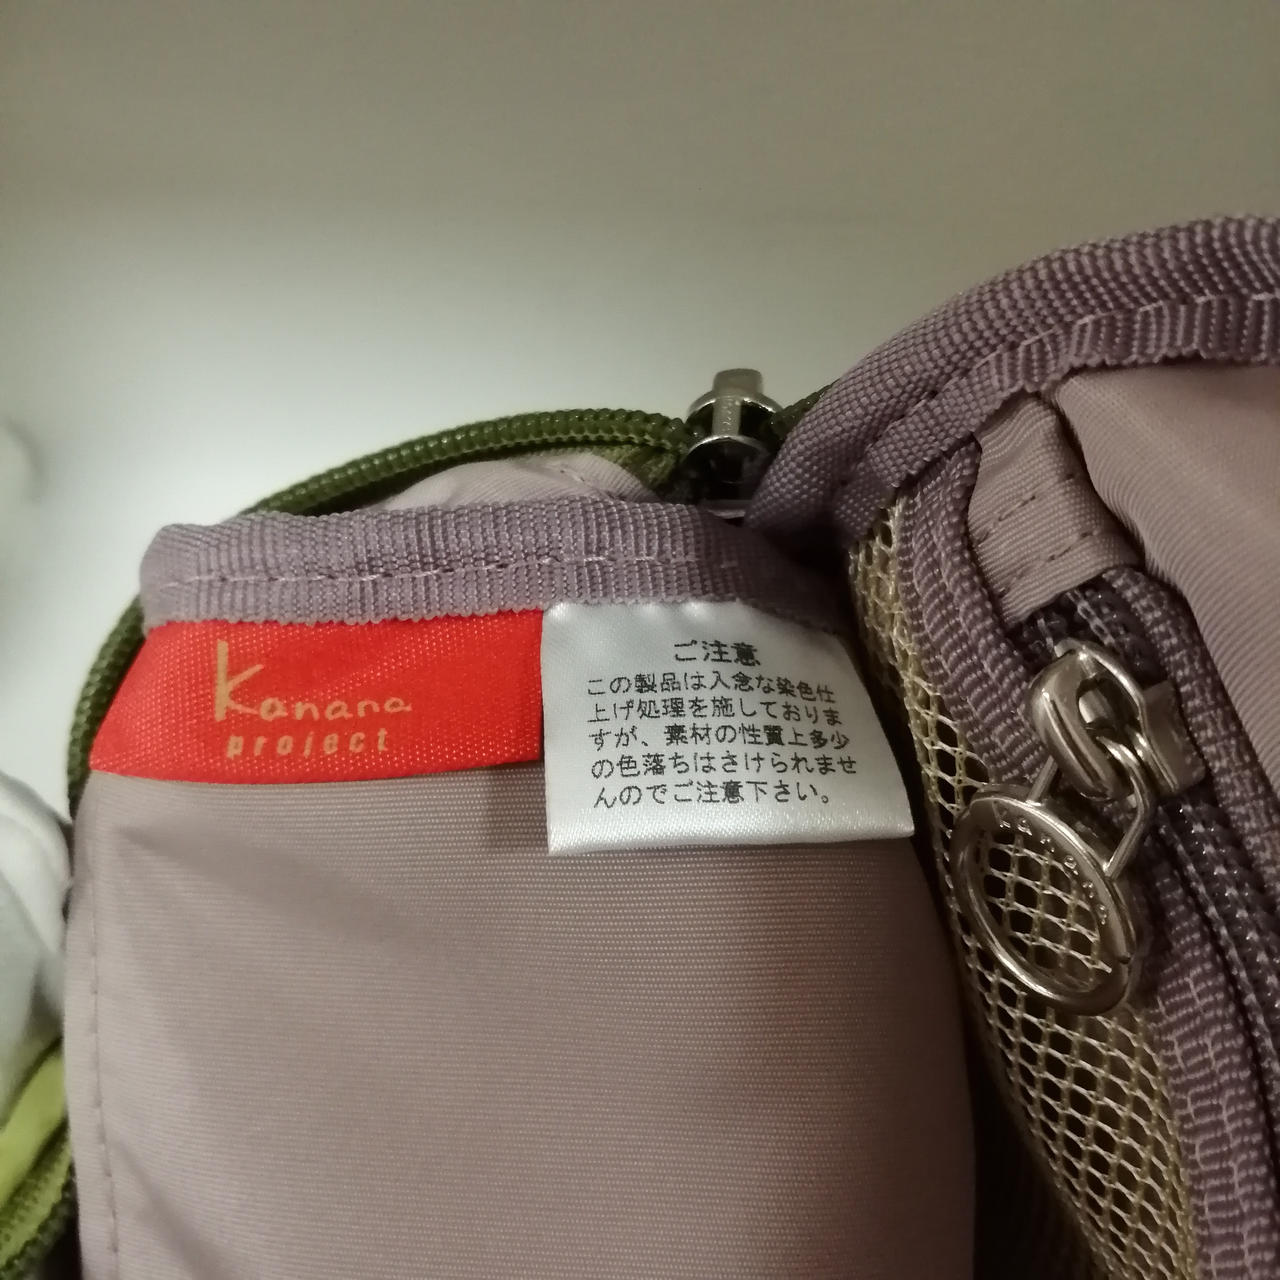 Kanana
project
ご注意
この製品は入念な染色仕
上げ処理を施しておりま
すが、素材の性質上多少
の色落ちはさけられませ
んのでご注意下さい。
kanana